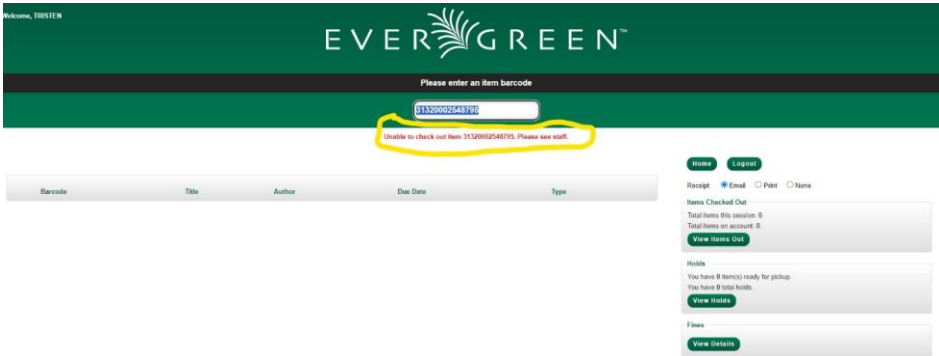 Welcome, TRISTEN
EVERGREEN™
Please enter an item barcode
31320002548795
Unable to check out item 31320002548795. Please see staff.
Home Logout
Receipt: Email Print None
Barcode Title Author Due Date Type
Items Checked Out
Total items this session: 0.
Total items on account: 0.
View Items Out
Holds
You have 0 item(s) ready for pickup.
You have 0 total holds.
View Holds
Fines
View Details